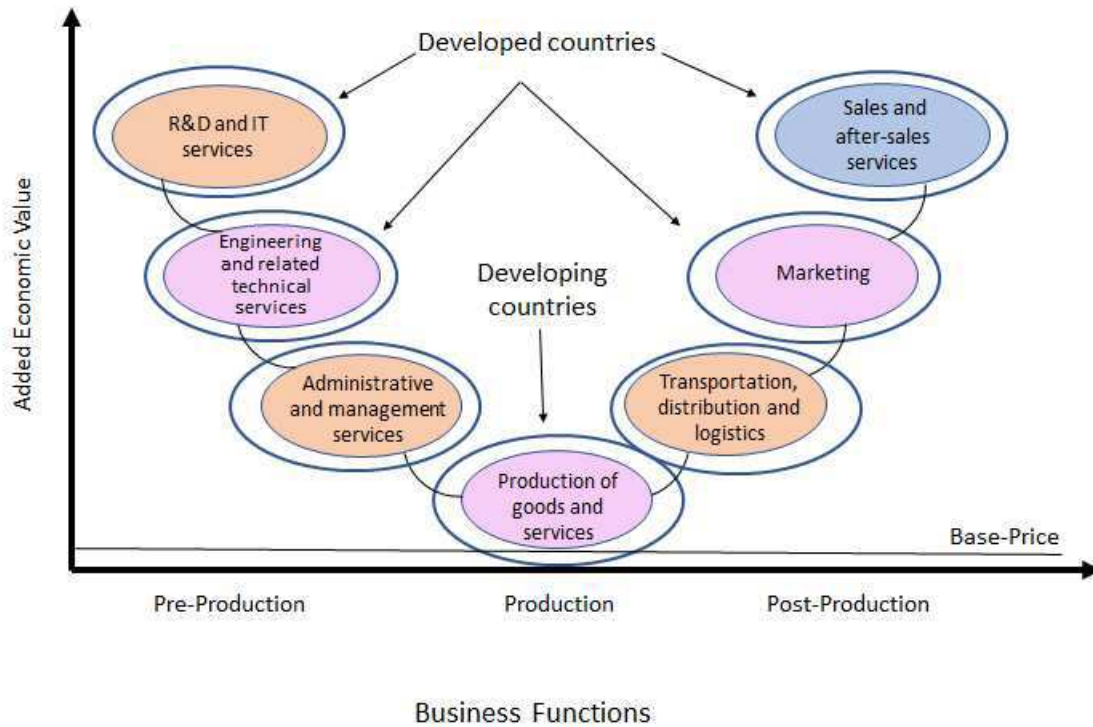 Developed countries
R&D and IT
services
Sales and
after-sales
services
Engineering
and related
technical
services
Developing
countries
Marketing
Administrative
and management
services
Transportation,
distribution and
logistics
Production of
goods and
services
Base-Price
Added Economic Value
Pre-Production
Production
Post-Production
Business Functions